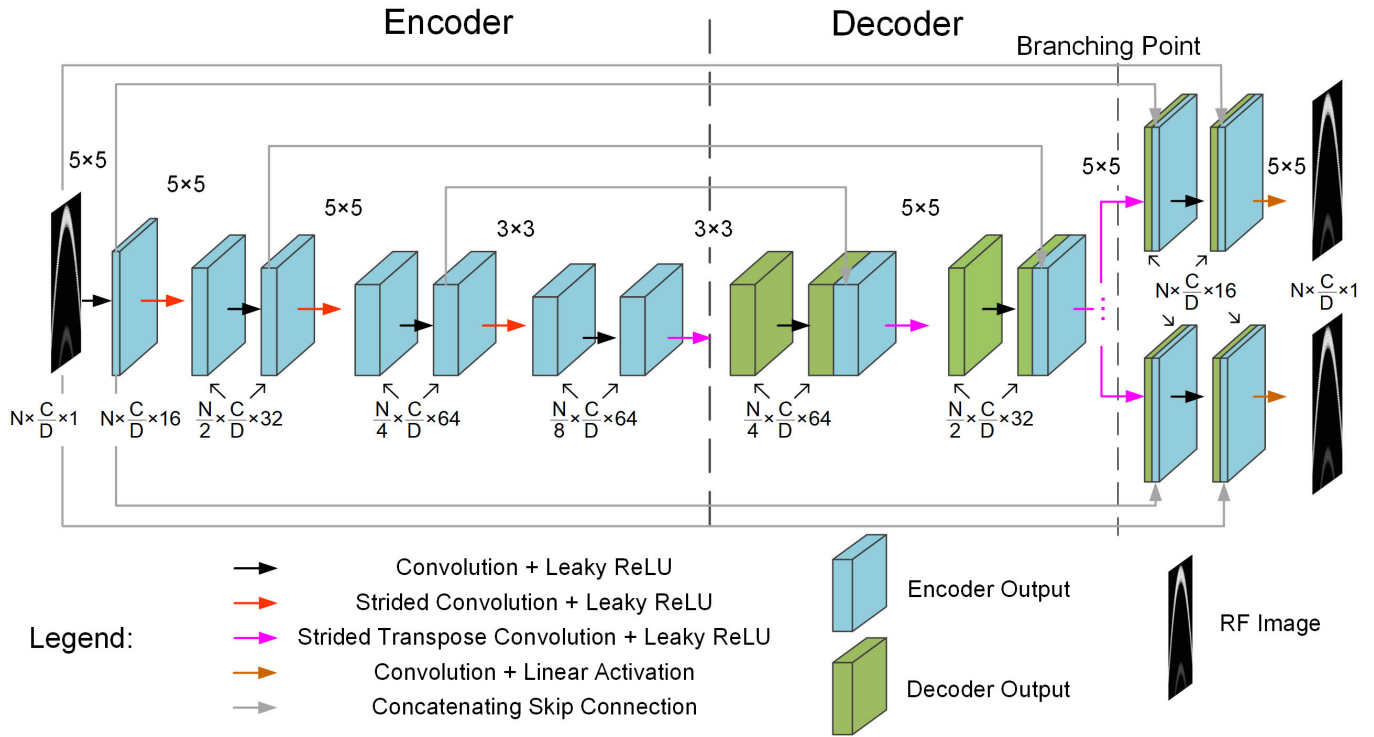 Encoder
Decoder
Branching Point
5×5
5×5
5×5
3×3
3×3
5×5
5×5
5×5
N×C/D×1
N×C/D×16
N/2×C/D×32
N/4×C/D×64
N/8×C/D×64
N/4×C/D×64
N/2×C/D×32
N×C/D×16
N×C/D×1
Legend:
Convolution + Leaky ReLU
Strided Convolution + Leaky ReLU
Strided Transpose Convolution + Leaky ReLU
Convolution + Linear Activation
Concatenating Skip Connection
Encoder Output
Decoder Output
RF Image